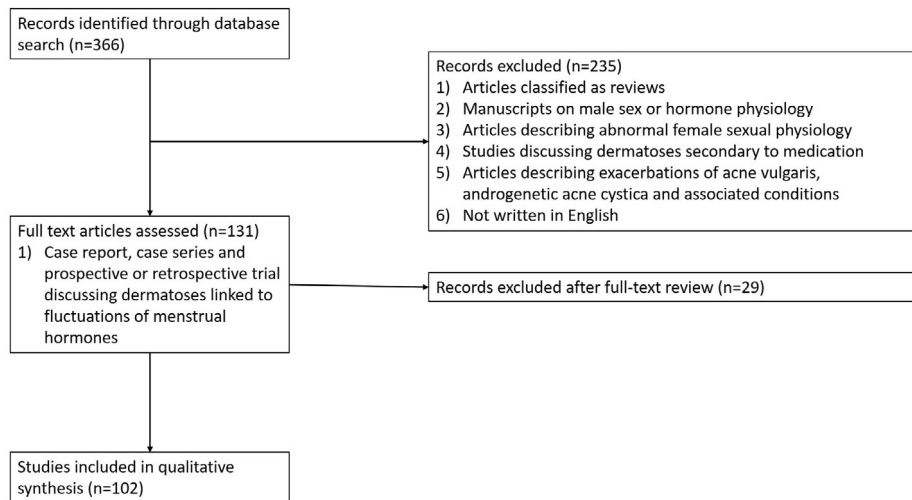 Records identified through database
search (n=366)
Records excluded (n=235)
1) Articles classified as reviews
2) Manuscripts on male sex or hormone physiology
3) Articles describing abnormal female sexual physiology
4) Studies discussing dermatoses secondary to medication
5) Articles describing exacerbations of acne vulgaris,
androgenetic acne cystica and associated conditions
6) Not written in English
Full text articles assessed (n=131)
1) Case report, case series and
prospective or retrospective trial
discussing dermatoses linked to
fluctuations of menstrual
hormones
Records excluded after full-text review (n=29)
Studies included in qualitative
synthesis (n=102)